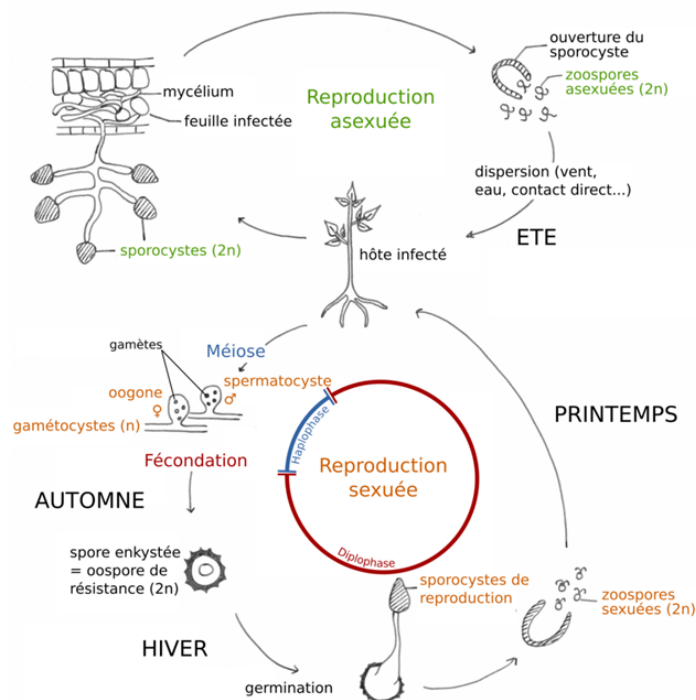 ouverture du
sporocyste
zoospores
asexuées (2n)
mycélium
feuille infectée
Reproduction
asexuée
dispersion (vent,
eau, contact direct...)
ETE
sporocystes (2n)
hôte infecté
gamètes
Méiose
oogone
♀
spermatocyste
♂
gamétocystes (n)
Fécondation
Haplophase
Reproduction
sexuée
Diplophase
PRINTEMPS
AUTOMNE
spore enkystée
= oospore de
résistance (2n)
sporocystes de
reproduction
zoospores
sexuées (2n)
HIVER
germination